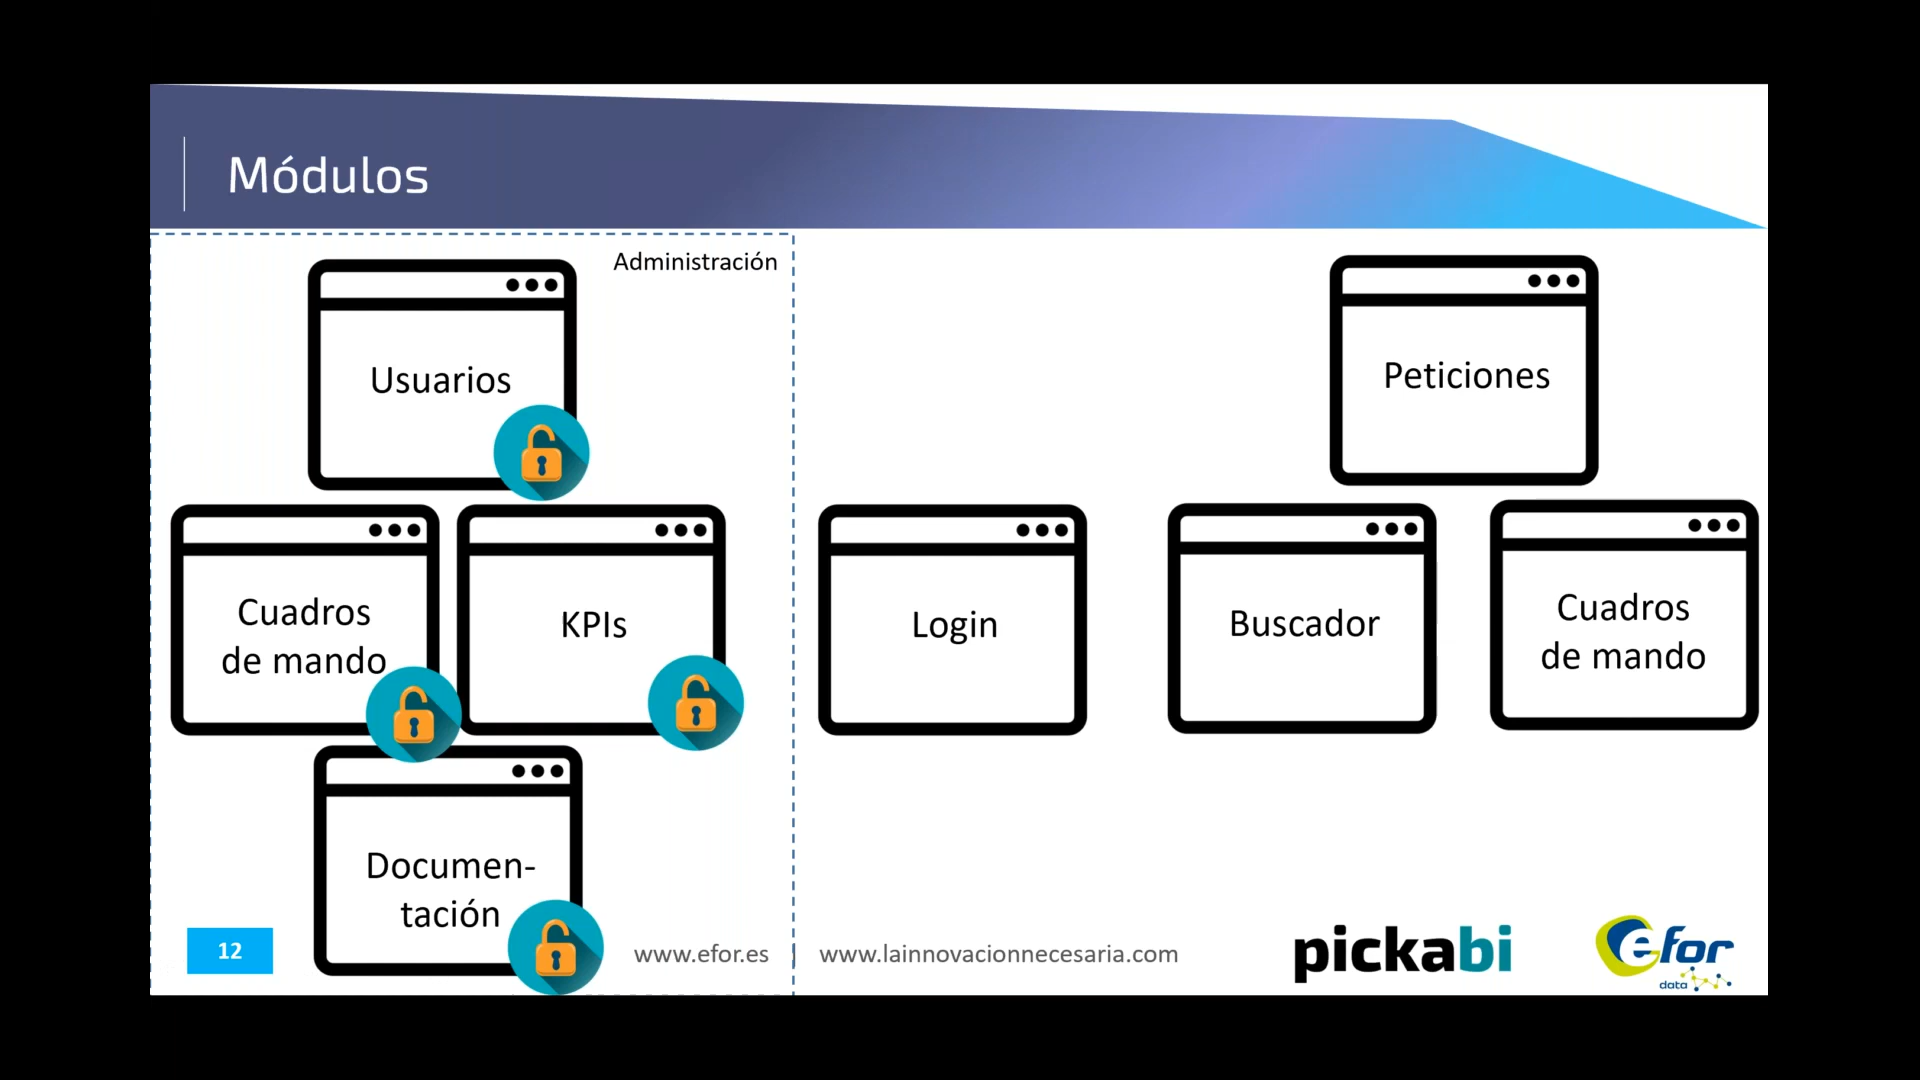 Módulos
Administración
Usuarios
Peticiones
Cuadros
de mando
KPIs
Login
Buscador
Cuadros
de mando
Documen-
tación
12
www.efor.es | www.lainnovacionnecesaria.com
pickabi
efor
data